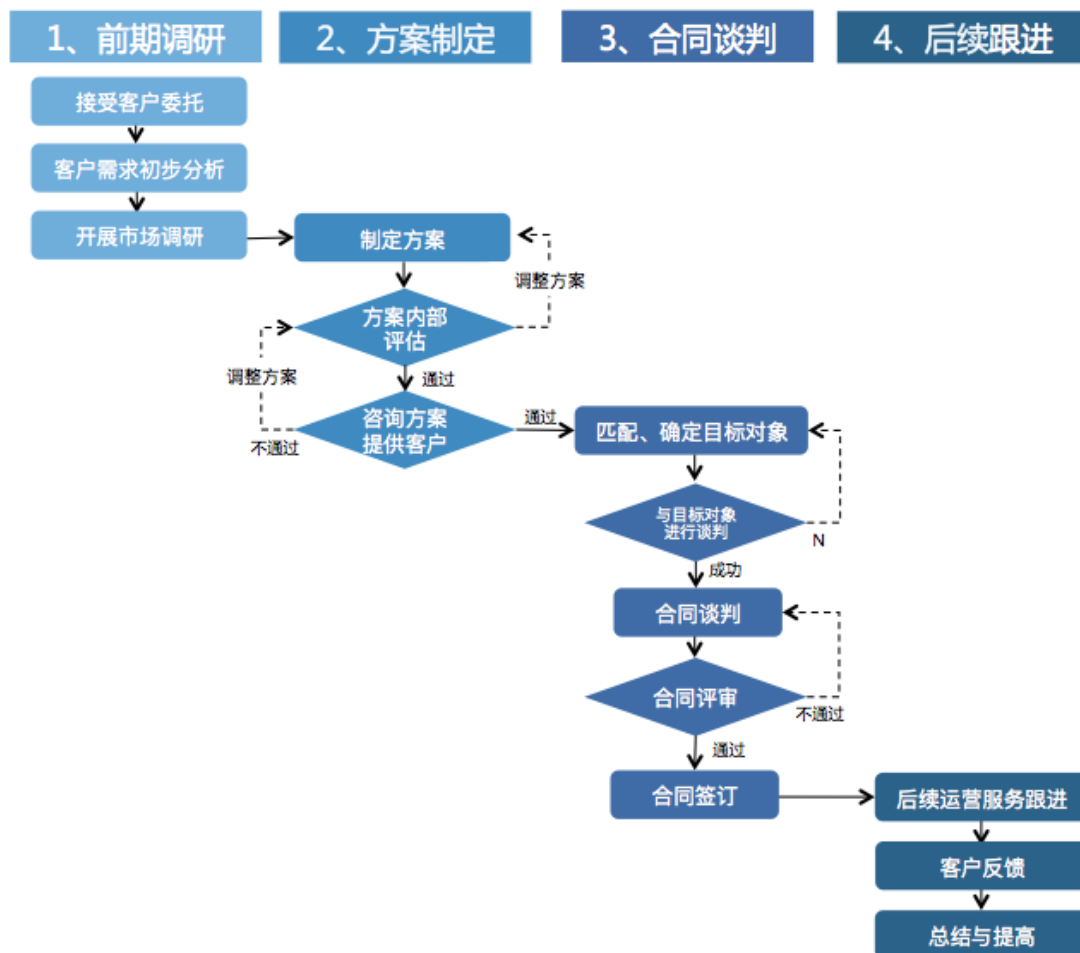 1、前期调研
2、方案制定
3、合同谈判
4、后续跟进
接受客户委托
客户需求初步分析
开展市场调研
制定方案
调整方案
方案内部
评估
通过
调整方案
咨询方案
提供客户
不通过
通过
匹配、确定目标对象
与目标对象
进行谈判
N
成功
合同谈判
合同评审
不通过
通过
合同签订
后续运营服务跟进
客户反馈
总结与提高